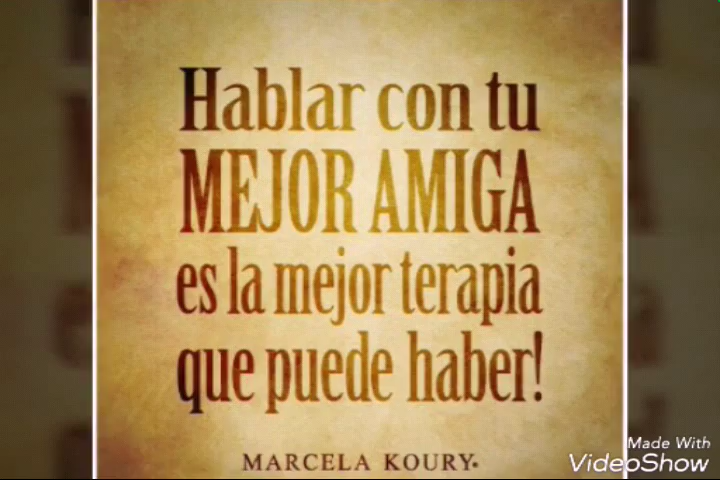 Hablar con tu
MEJOR AMIGA
es la mejor terapia
que puede haber!
MARCELA KOURY.
Made With
VideoShow